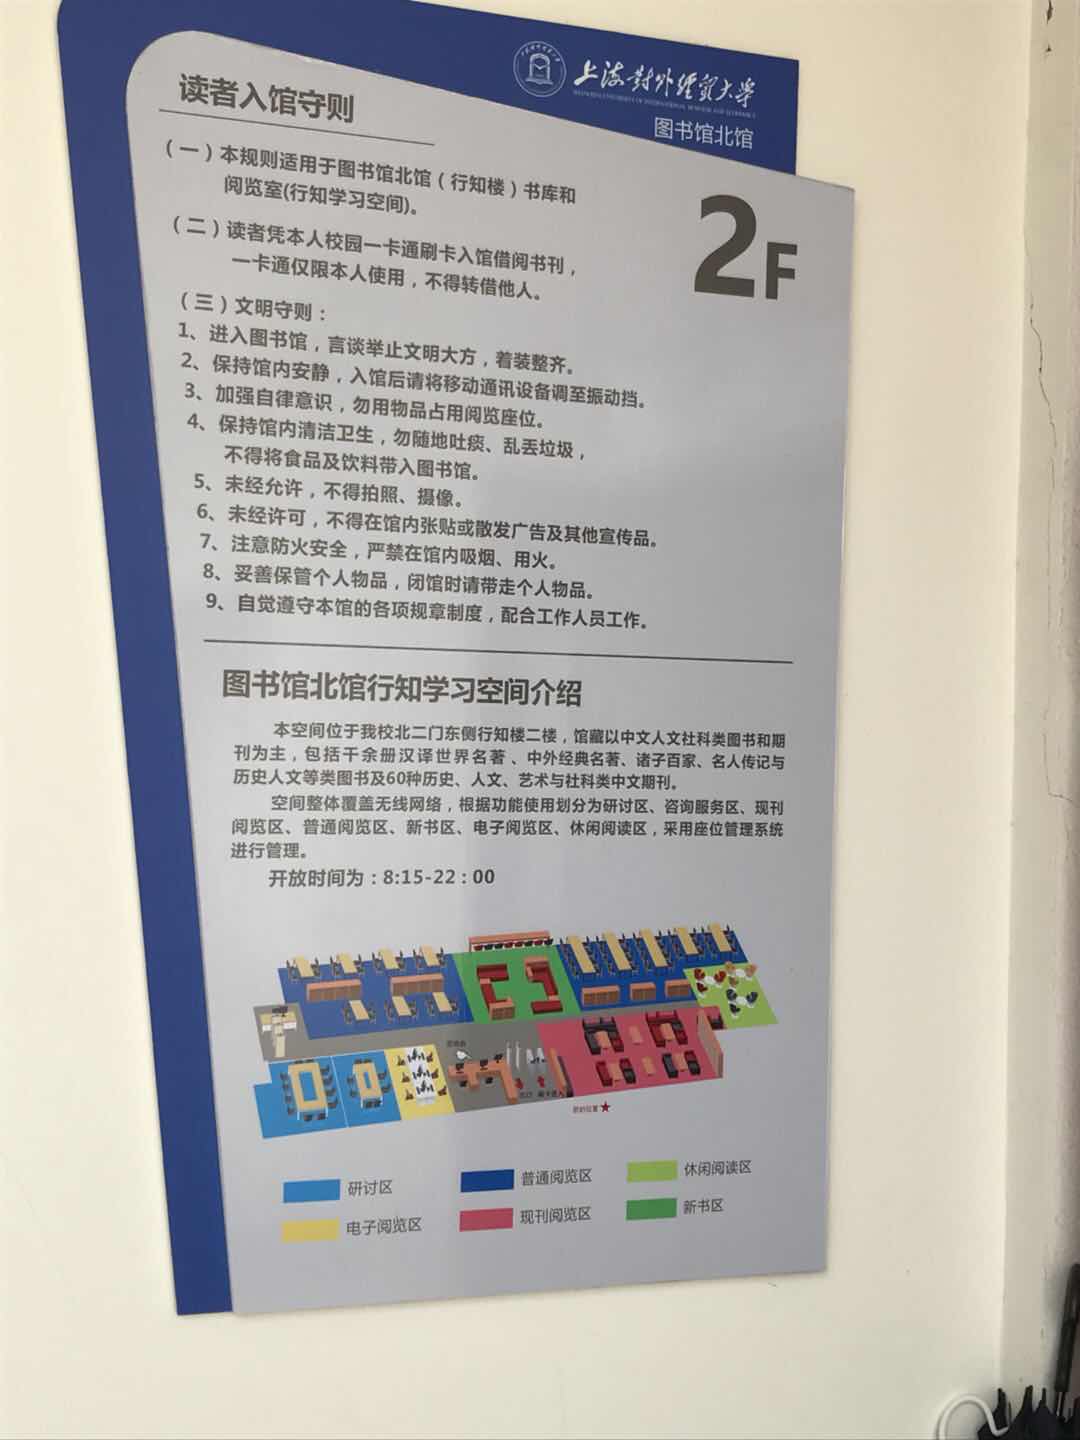 上海對外經貿大學
SHANGHAI UNIVERSITY OF INTERNATIONAL BUSINESS AND ECONOMICS
图书馆北馆
读者入馆守则
2F
（一）本规则适用于图书馆北馆（行知楼）书库和
阅览室(行知学习空间)。
（二）读者凭本人校园一卡通刷卡入馆借阅书刊，
一卡通仅限本人使用，不得转借他人。
（三）文明守则：
1、进入图书馆，言谈举止文明大方，着装整齐。
2、保持馆内安静，入馆后请将移动通讯设备调至振动挡。
3、加强自律意识，勿用物品占用阅览座位。
4、保持馆内清洁卫生，勿随地吐痰、乱丢垃圾，
不得将食品及饮料带入图书馆。
5、未经允许，不得拍照、摄像。
6、未经许可，不得在馆内张贴或散发广告及其他宣传品。
7、注意防火安全，严禁在馆内吸烟、用火。
8、妥善保管个人物品，闭馆时请带走个人物品。
9、自觉遵守本馆的各项规章制度，配合工作人员工作。
图书馆北馆行知学习空间介绍
本空间位于我校北二门东侧行知楼二楼，馆藏以中文人文社科类图书和期
刊为主，包括千余册汉译世界名著、中外经典名著、诸子百家、名人传记与
历史人文等类图书及60种历史、人文、艺术与社科类中文期刊。
空间整体覆盖无线网络，根据功能使用划分为研讨区、咨询服务区、现刊
阅览区、普通阅览区、新书区、电子阅览区、休闲阅读区，采用座位管理系统
进行管理。
开放时间为：8:15-22：00
出口
您的位置
研讨区
普通阅览区
休闲阅读区
电子阅览区
现刊阅览区
新书区